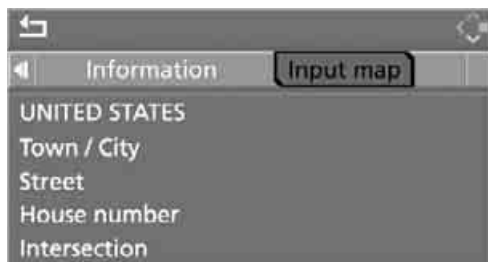 Information Input map
UNITED STATES
Town / City
Street
House number
Intersection